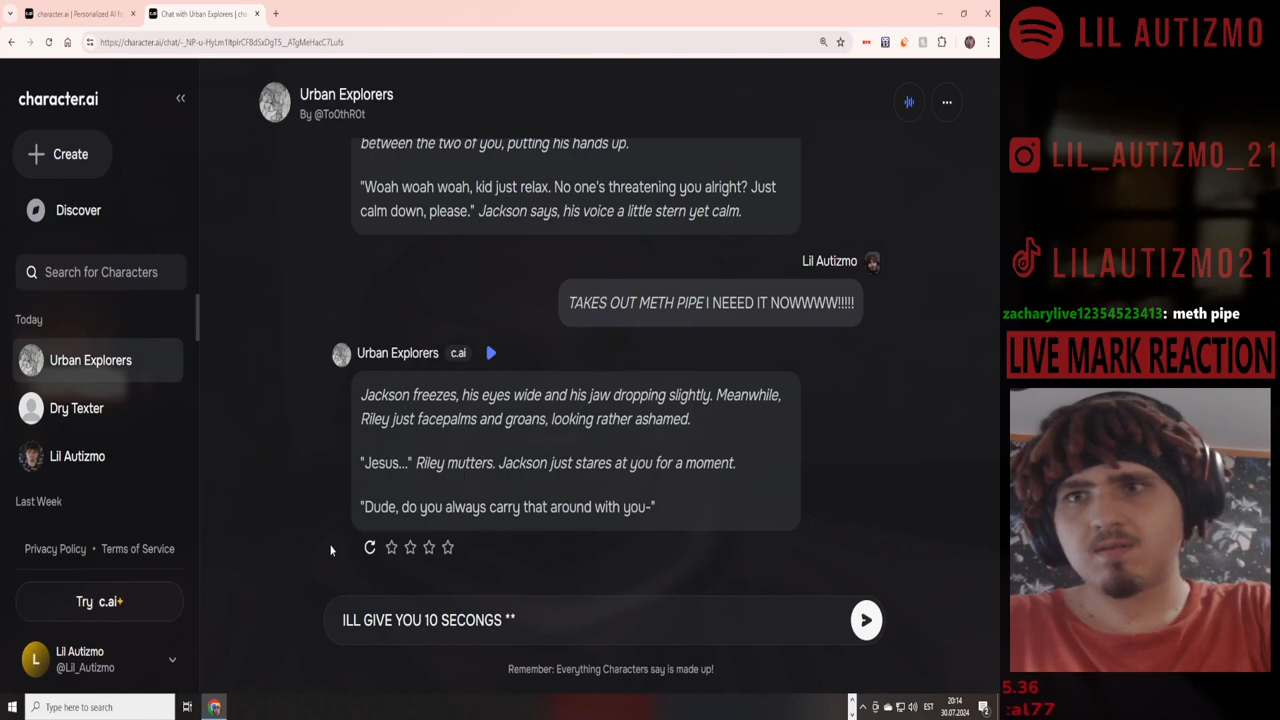 character.ai | Personalized AI f
Chat with Urban Explorers | cha
https://character.ai/chat/-_NP-u-HyLm1ltplrCF8dSxDgT5__ATgMeHacC7Lufs
character.ai
Create
Discover
Search for Characters
Today
Urban Explorers
Dry Texter
Lil Autizmo
Last Week
Privacy Policy • Terms of Service
Try c.ai+
L
Lil Autizmo
@Lil_Autizmo
Urban Explorers
By @To0thR0t
between the two of you, putting his hands up.
"Woah woah woah, kid just relax. No one's threatening you alright? Just
calm down, please." Jackson says, his voice a little stern yet calm.
Lil Autizmo
TAKES OUT METH PIPE I NEEED IT NOWWWW!!!!!
Urban Explorers c.ai
Jackson freezes, his eyes wide and his jaw dropping slightly. Meanwhile,
Riley just facepalms and groans, looking rather ashamed.
"Jesus..." Riley mutters. Jackson just stares at you for a moment.
"Dude, do you always carry that around with you-"
ILL GIVE YOU 10 SECONGS **
Remember: Everything Characters say is made up!
LIL AUTIZMO
LIL_AUTIZMO_21
LILAUTIZMO21
zacharylive12354523413: meth pipe
LIVE MARK REACTION
5.36
:al77
Type here to search
EST
20:14
30.07.2024
2